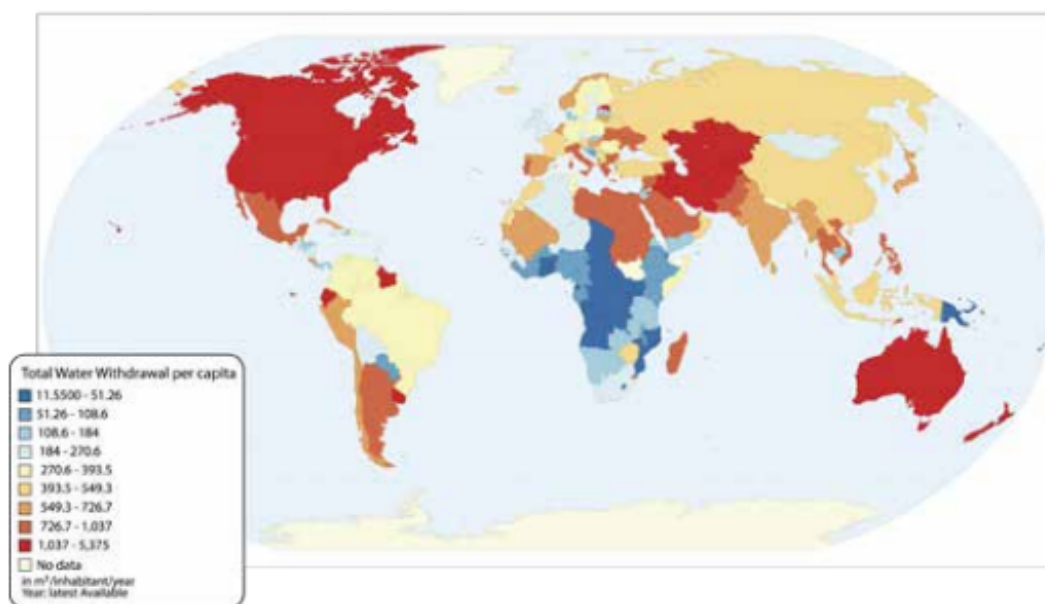 Total Water Withdrawal per capita
11.5500 - 51.26
51.26 - 108.6
108.6 - 184
184 - 270.6
270.6 - 393.5
393.5 - 549.3
549.3 - 726.7
726.7 - 1,037
1,037 - 5,375
No data
in m³/inhabitant/year
Year: latest Available